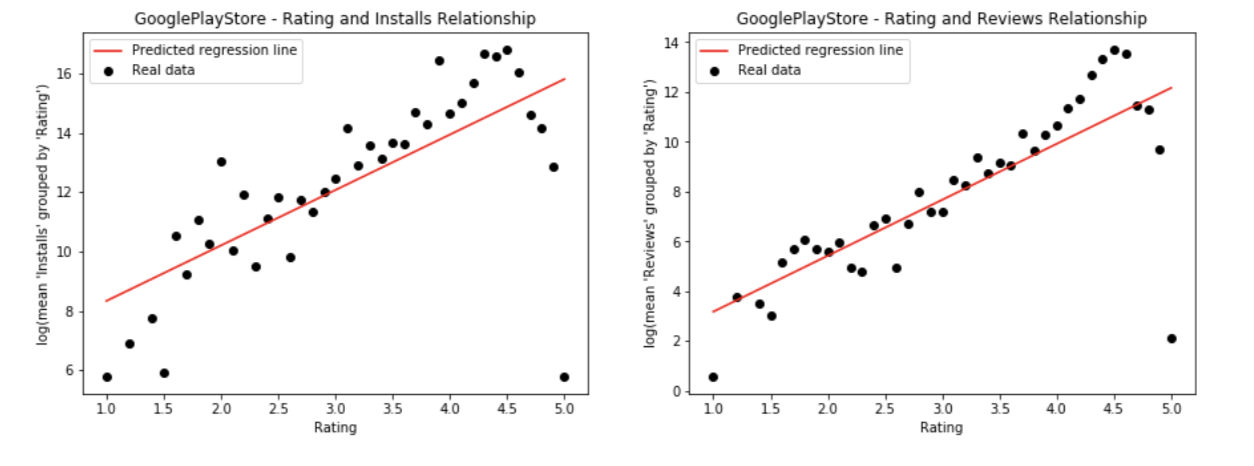 GooglePlayStore - Rating and Installs Relationship
Predicted regression line
Real data
log(mean 'Installs' grouped by 'Rating')
16
14
12
10
8
6
1.0 1.5 2.0 2.5 3.0 3.5 4.0 4.5 5.0
Rating
GooglePlayStore - Rating and Reviews Relationship
Predicted regression line
Real data
log(mean 'Reviews' grouped by 'Rating')
14
12
10
8
6
4
2
0
1.0 1.5 2.0 2.5 3.0 3.5 4.0 4.5 5.0
Rating